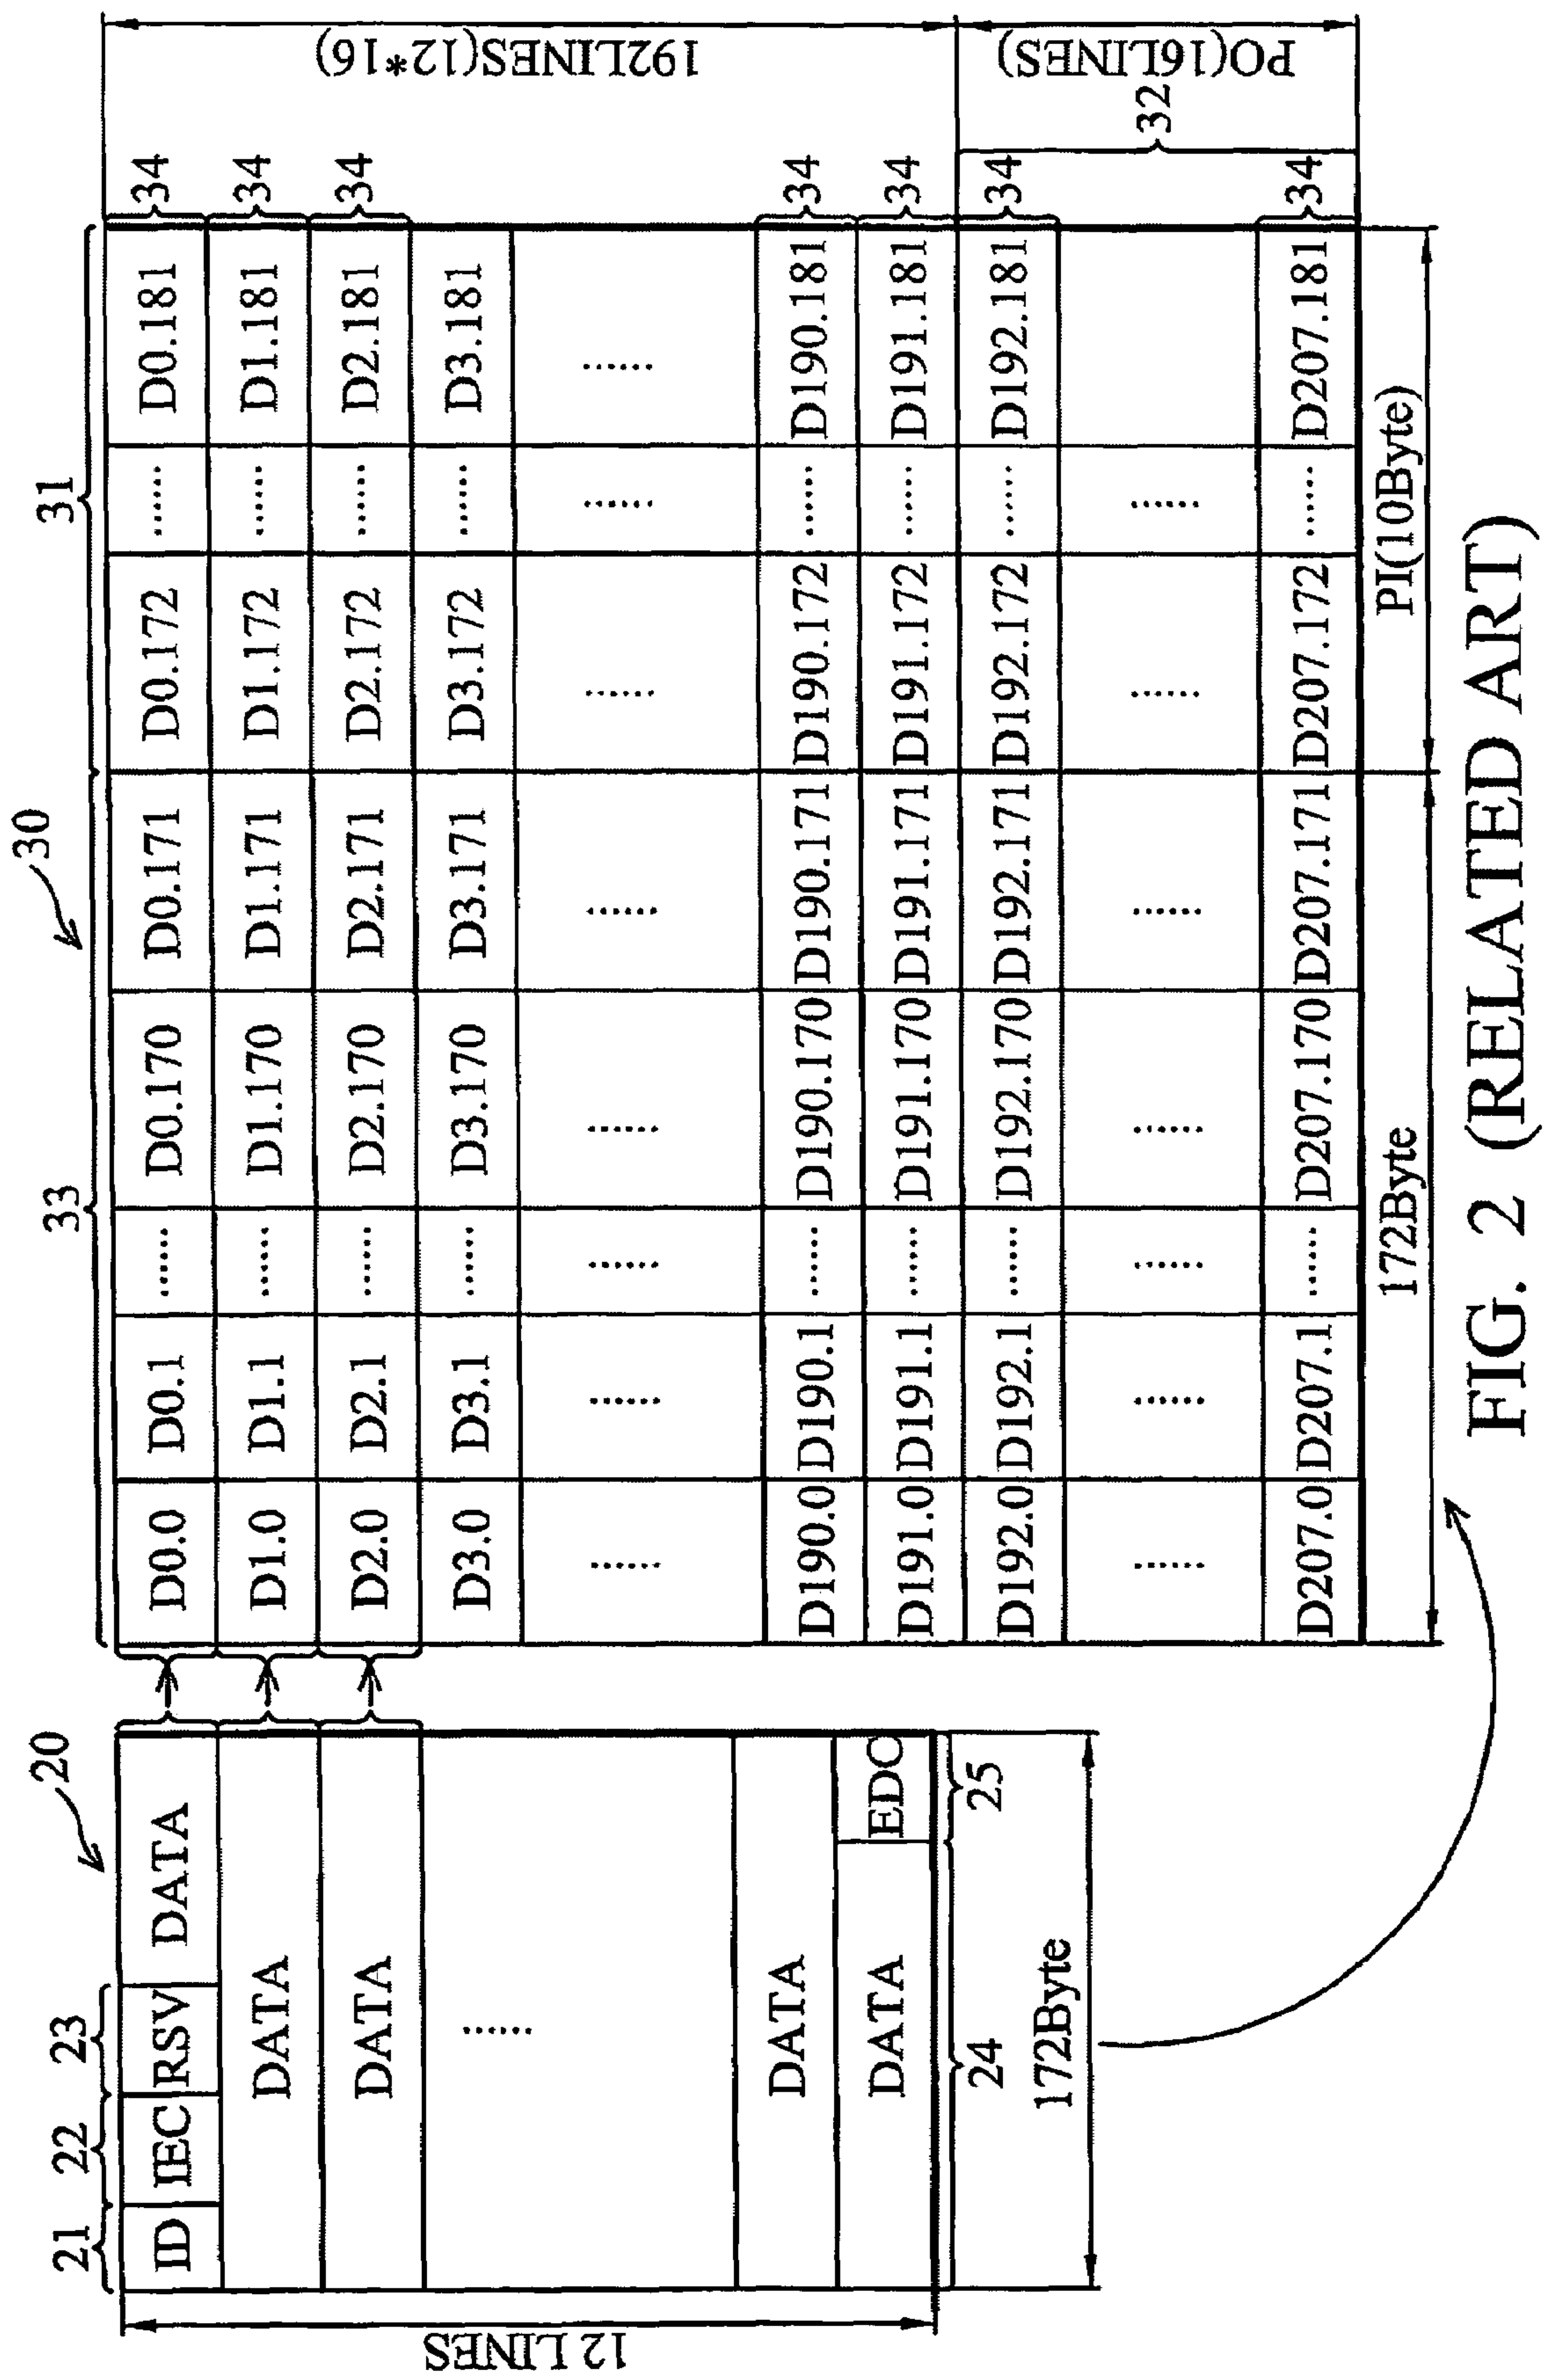 20
21 22 23
ID IEC RSV DATA
DATA
DATA
......
DATA
DATA EDC
24 25
172Byte
12 LINES
30
33 31
D0.0 D0.1 ...... D0.170 D0.171 D0.172 ...... D0.181 34
D1.0 D1.1 ...... D1.170 D1.171 D1.172 ...... D1.181 34
D2.0 D2.1 ...... D2.170 D2.171 D2.172 ...... D2.181 34
D3.0 D3.1 ...... D3.170 D3.171 D3.172 ...... D3.181
...... ...... ...... ...... ...... ...... ...... ......
D190.0 D190.1 ...... D190.170 D190.171 D190.172 ...... D190.181 34
D191.0 D191.1 ...... D191.170 D191.171 D191.172 ...... D191.181 34
D192.0 D192.1 ...... D192.170 D192.171 D192.172 ...... D192.181 34
...... ...... ...... ...... ...... ...... ......
D207.0 D207.1 ...... D207.170 D207.171 D207.172 ...... D207.181 34
32
172Byte PI(10Byte)
192LINES(12*16)
PO(16LINES)
FIG. 2 (RELATED ART)